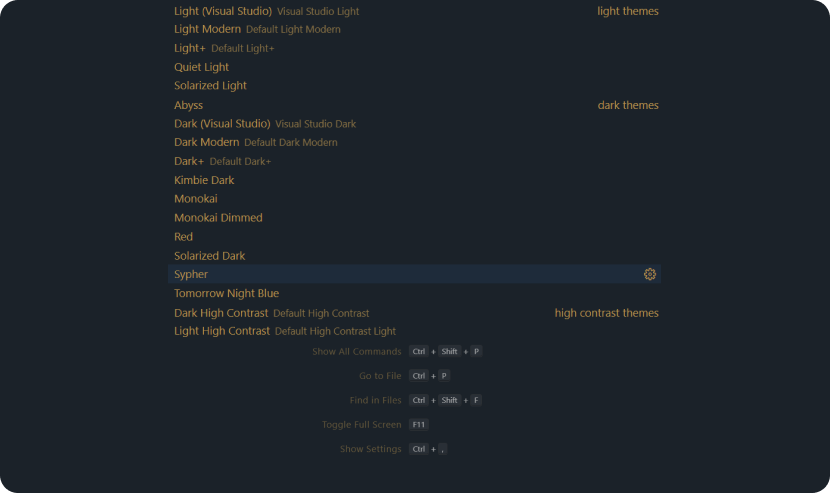 Light (Visual Studio) Visual Studio Light light themes
Light Modern Default Light Modern
Light+ Default Light+
Quiet Light
Solarized Light
Abyss dark themes
Dark (Visual Studio) Visual Studio Dark
Dark Modern Default Dark Modern
Dark+ Default Dark+
Kimbie Dark
Monokai
Monokai Dimmed
Red
Solarized Dark
Sypher
Tomorrow Night Blue
Dark High Contrast Default High Contrast high contrast themes
Light High Contrast Default High Contrast Light
Show All Commands Ctrl + Shift + P
Go to File Ctrl + P
Find in Files Ctrl + Shift + F
Toggle Full Screen F11
Show Settings Ctrl + ,